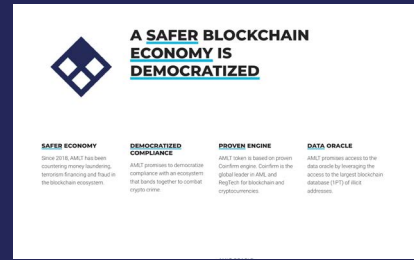 A SAFER BLOCKCHAIN
ECONOMY IS
DEMOCRATIZED
SAFER ECONOMY
Since 2018, AMLT has been
countering money laundering,
terrorism financing and fraud in
the blockchain ecosystem.
DEMOCRATIZED
COMPLIANCE
AMLT promises to democratize
compliance with an ecosystem
that bands together to combat
crypto crime.
PROVEN ENGINE
AMLT token is based on proven
Coinfirm engine. Coinfirm is the
global leader in AML and
RegTech for blockchain and
cryptocurrencies.
DATA ORACLE
AMLT promises access to the
data oracle by leveraging the
access to the largest blockchain
database (1PT) of illicit
addresses.